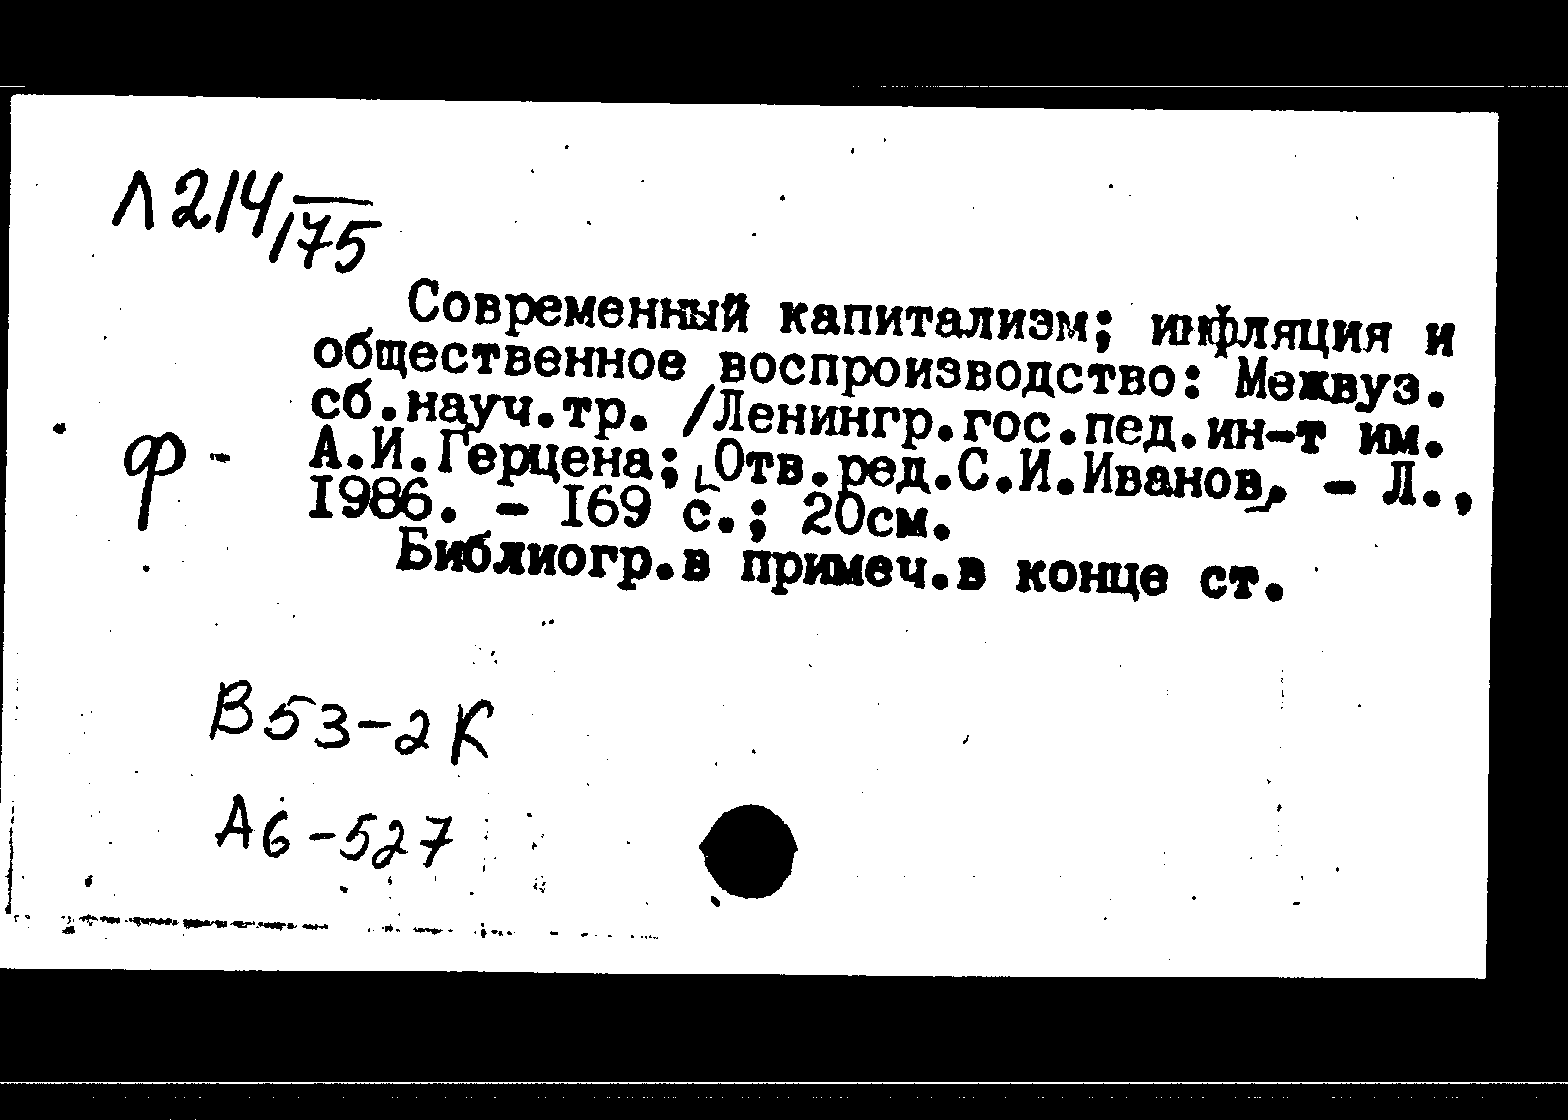 Л214/175
Современный капитализм; инфляция и
общественное воспроизводство: Межвуз.
сб.науч.тр. /Ленингр.гос.пед.ин-т им.
ф - А.И.Герцена; [Отв.ред.С.И.Иванов]. - Л.,
1986. - 169 с.; 20см.
Библиогр.в примеч.в конце ст.
В53-2К
А6-527